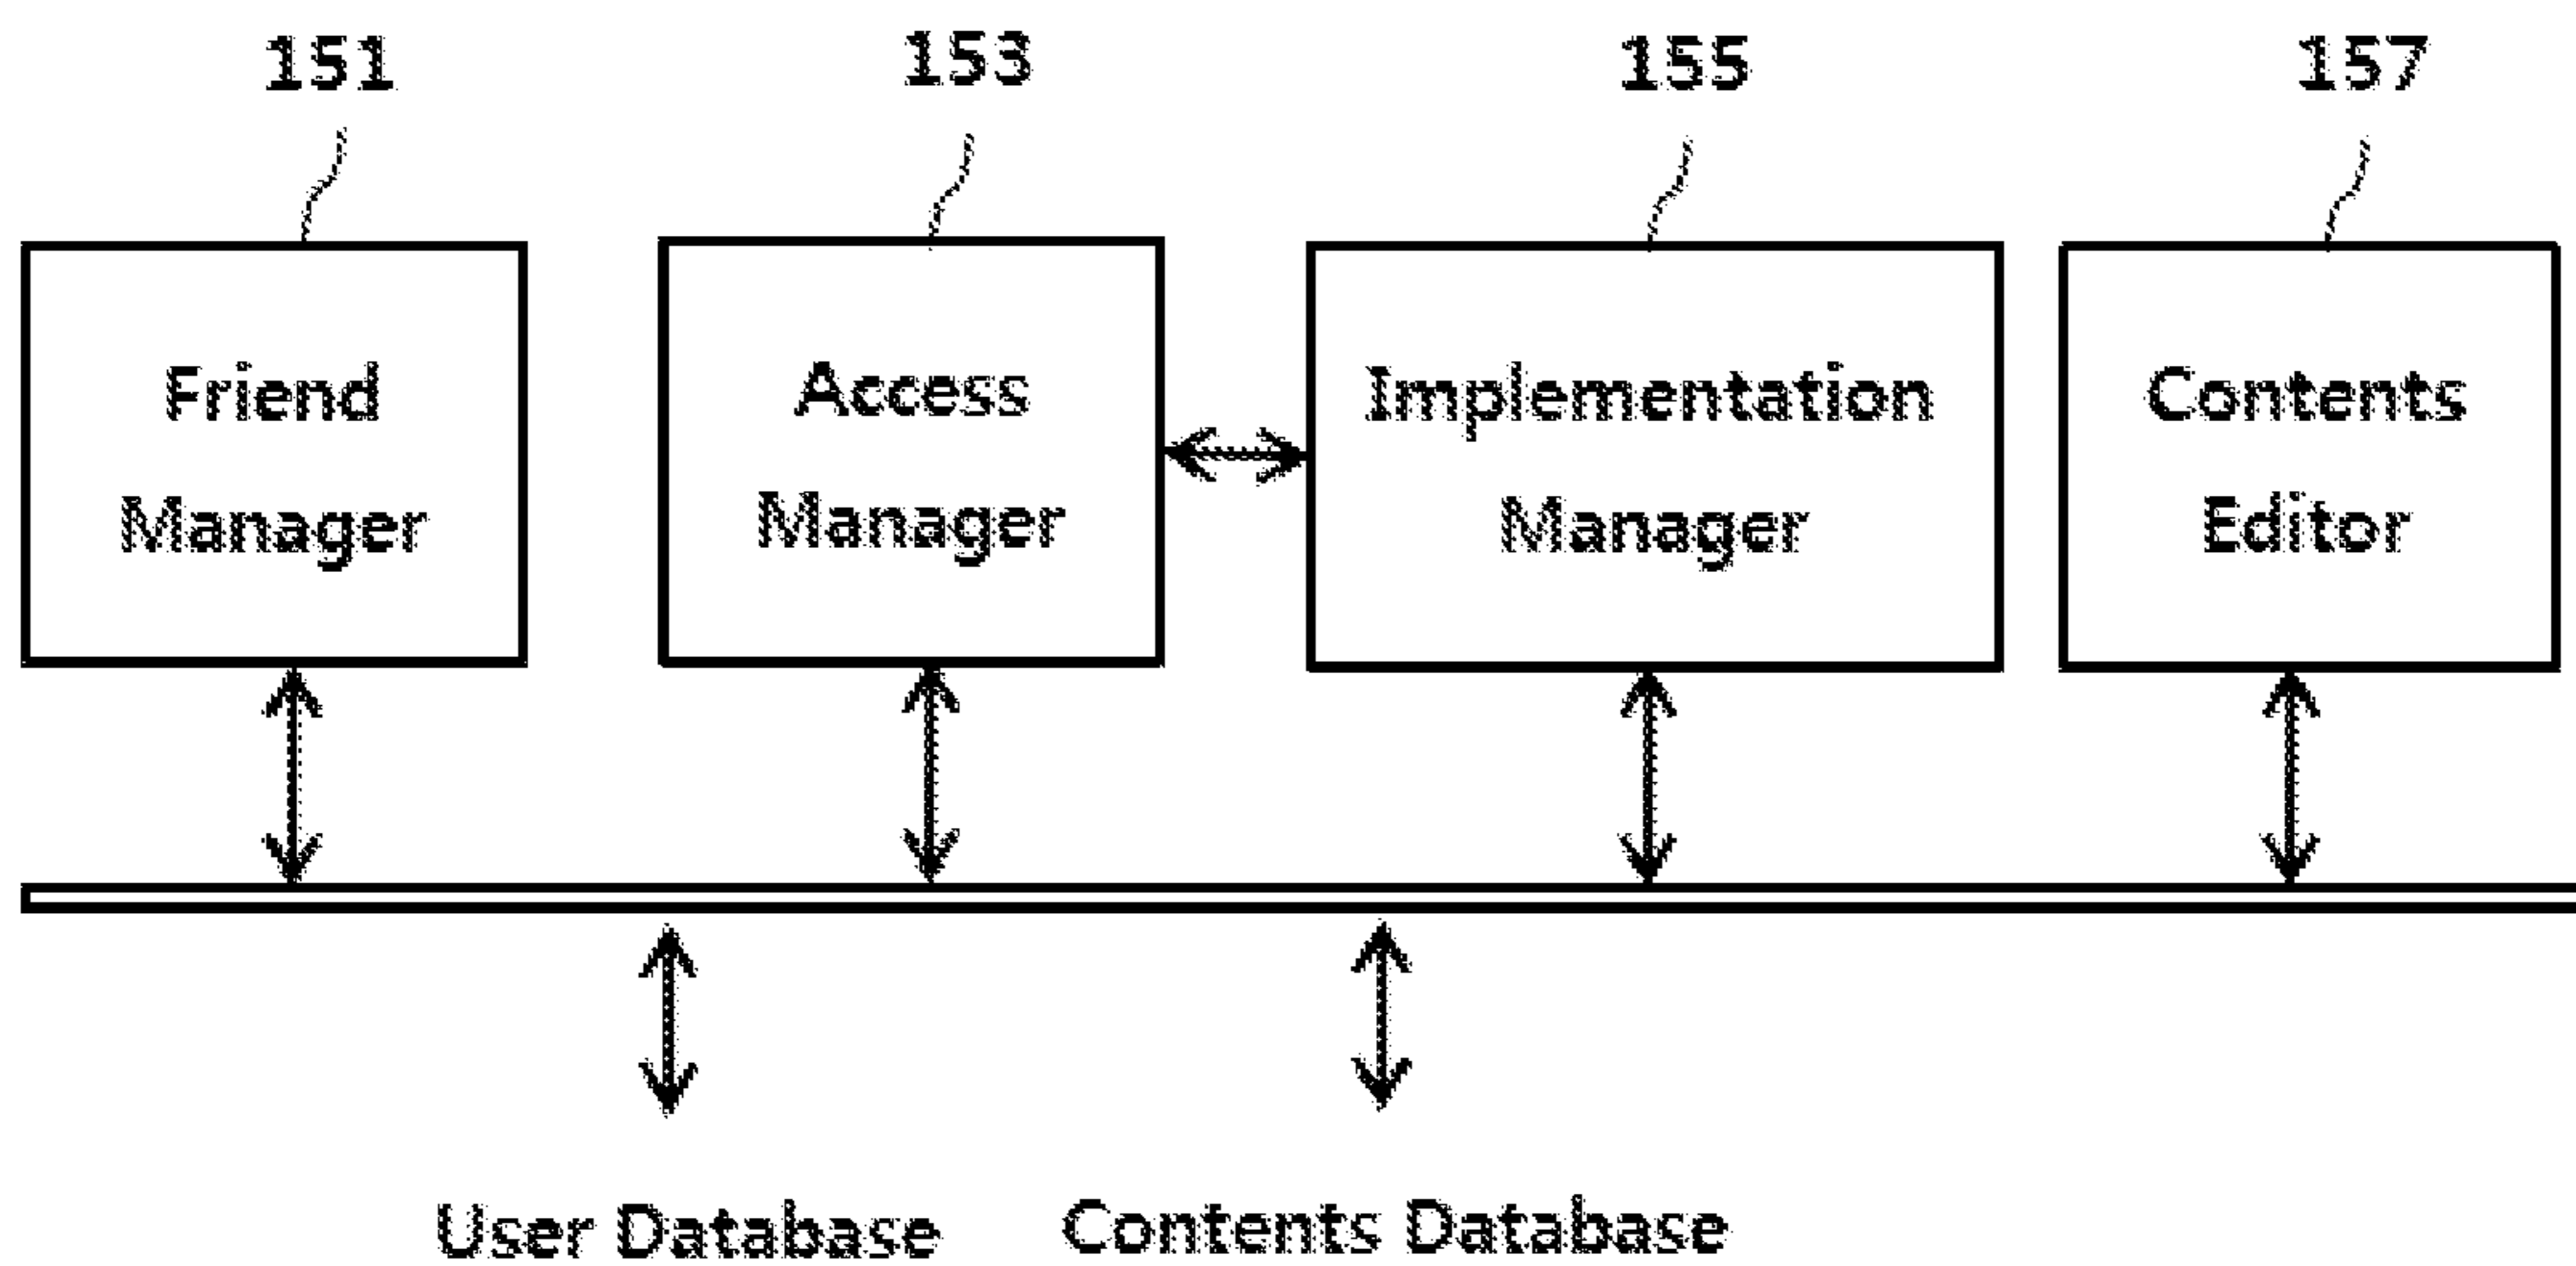 151
153
155
157
Friend
Manager
Access
Manager
Implementation
Manager
Contents
Editor
User Database
Contents Database